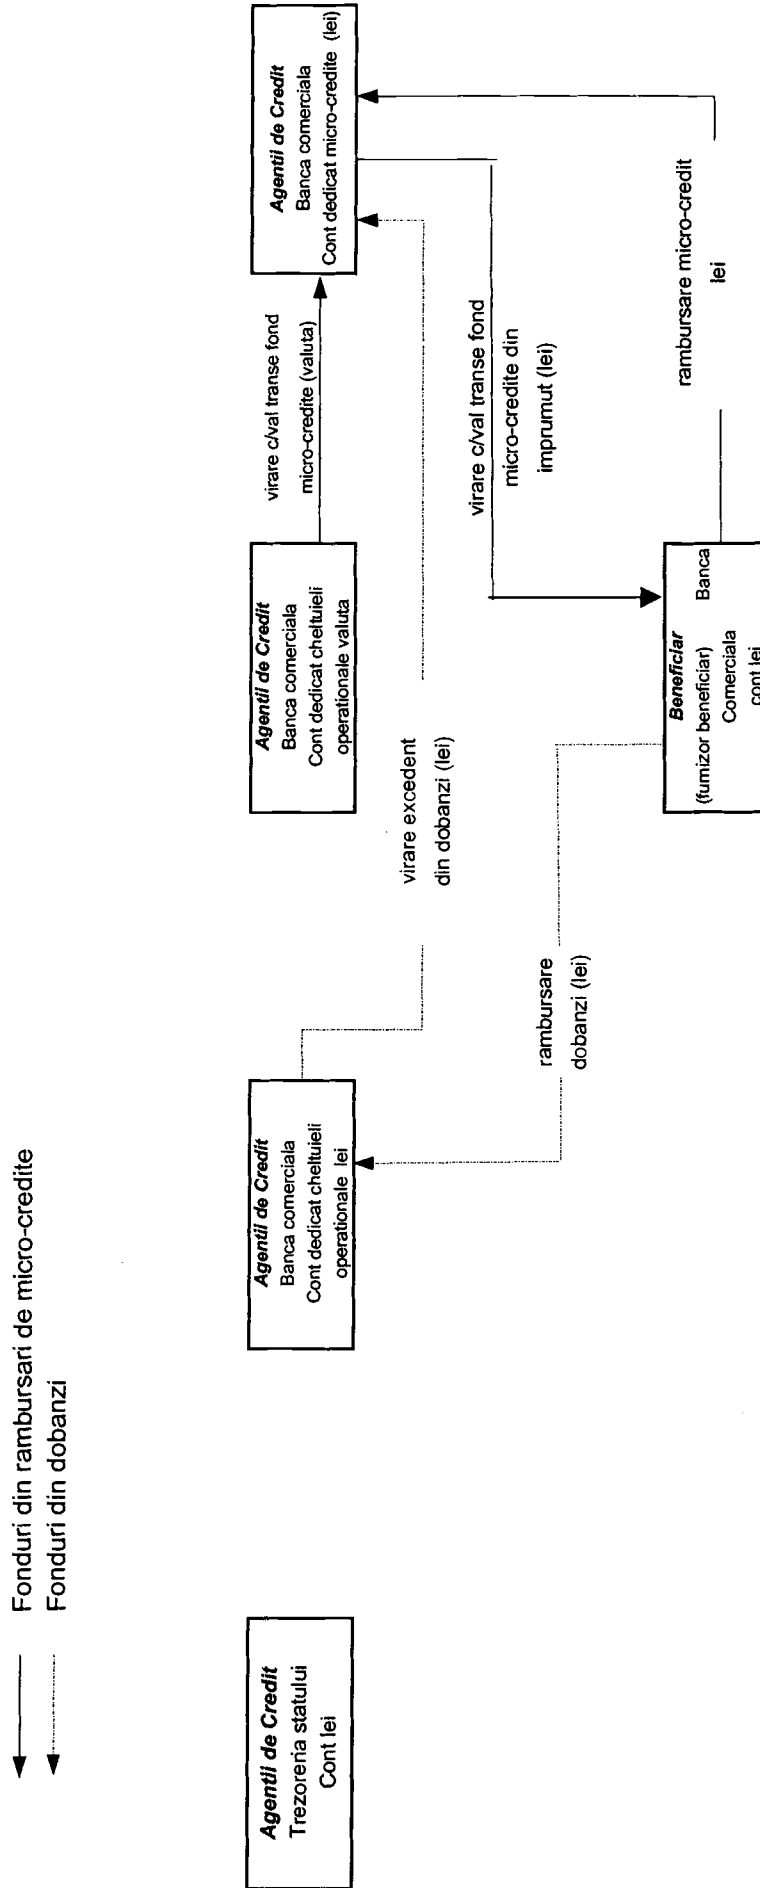 Fonduri din rambursari de micro-credite
Fonduri din dobanzi
Agentii de Credit
Trezoreria statului
Cont lei
Agentii de Credit
Banca comerciala
Cont dedicat cheltuieli
operationale lei
Agentii de Credit
Banca comerciala
Cont dedicat cheltuieli
operationale valuta
virare c/val transe fond
micro-credite (valuta)
Agentii de Credit
Banca comerciala
Cont dedicat micro-credite (lei)
virare excedent
din dobanzi (lei)
virare c/val transe fond
micro-credite din
imprumut (lei)
rambursare
dobanzi (lei)
rambursare micro-credit
lei
Beneficiar
(furnizor beneficiar) Banca
Comerciala
cont lei